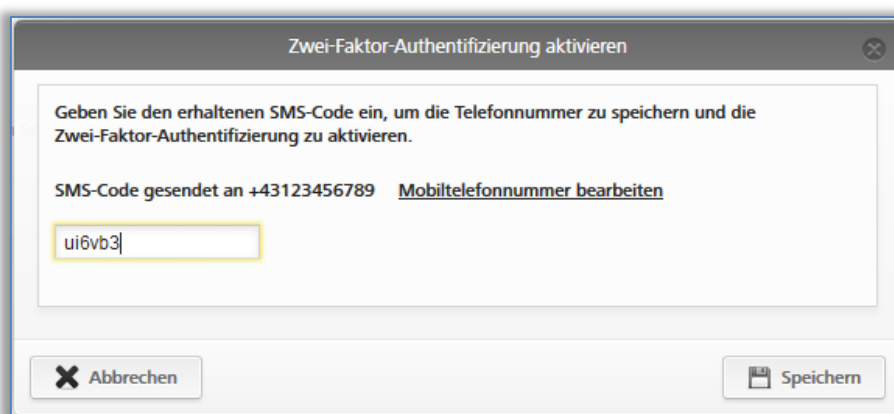 Zwei-Faktor-Authentifizierung aktivieren
Geben Sie den erhaltenen SMS-Code ein, um die Telefonnummer zu speichern und die
Zwei-Faktor-Authentifizierung zu aktivieren.
SMS-Code gesendet an +43123456789 Mobiltelefonnummer bearbeiten
ui6vb3
Abbrechen Speichern